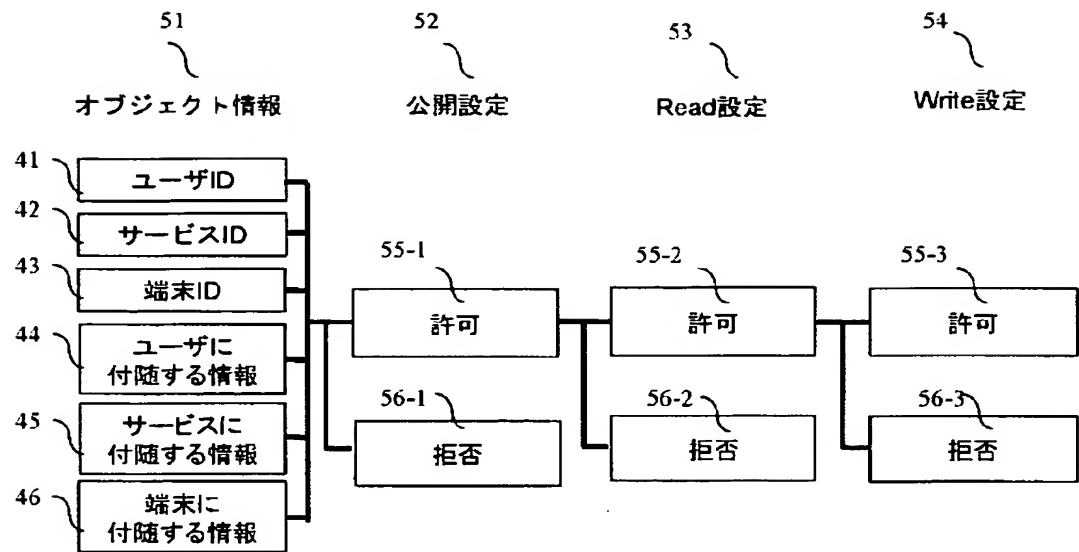 51
52
53
54
オブジェクト情報
公開設定
Read設定
Write設定
41
ユーザID
42
サービスID
43
端末ID
44
ユーザに
付随する情報
45
サービスに
付随する情報
46
端末に
付随する情報
55-1
許可
55-2
許可
55-3
許可
56-1
拒否
56-2
拒否
56-3
拒否